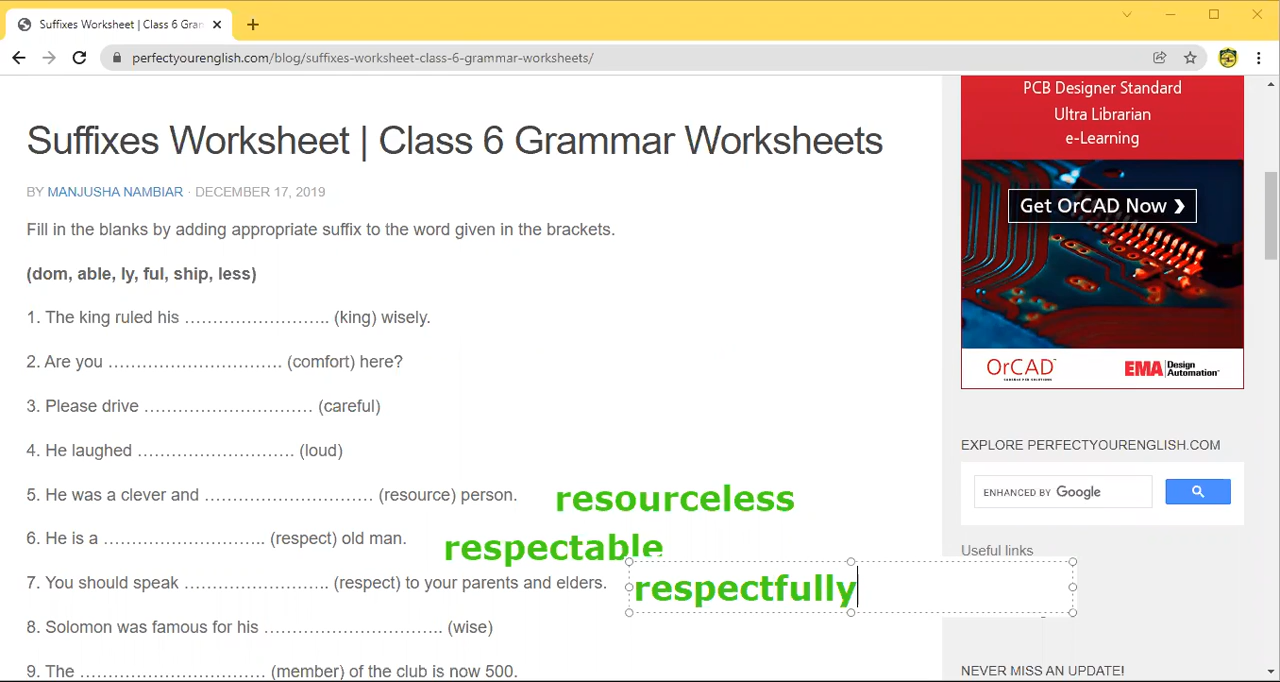 Suffixes Worksheet | Class 6 Gran
perfectyourenglish.com/blog/suffixes-worksheet-class-6-grammar-worksheets/
Suffixes Worksheet | Class 6 Grammar Worksheets
BY MANJUSHA NAMBIAR · DECEMBER 17, 2019
Fill in the blanks by adding appropriate suffix to the word given in the brackets.
(dom, able, ly, ful, ship, less)
1. The king ruled his …………………….. (king) wisely.
2. Are you …………………………. (comfort) here?
3. Please drive ………………………… (careful)
4. He laughed ………………………. (loud)
5. He was a clever and ………………………… (resource) person.
resourceless
6. He is a ……………………….. (respect) old man.
respectable
7. You should speak …………………….. (respect) to your parents and elders.
respectfully
8. Solomon was famous for his ………………………….. (wise)
9. The …………………………… (member) of the club is now 500.
PCB Designer Standard
Ultra Librarian
e-Learning
Get OrCAD Now ❯
OrCAD
EMA Design Automation
EXPLORE PERFECTYOURENGLISH.COM
ENHANCED BY Google
Useful links
NEVER MISS AN UPDATE!